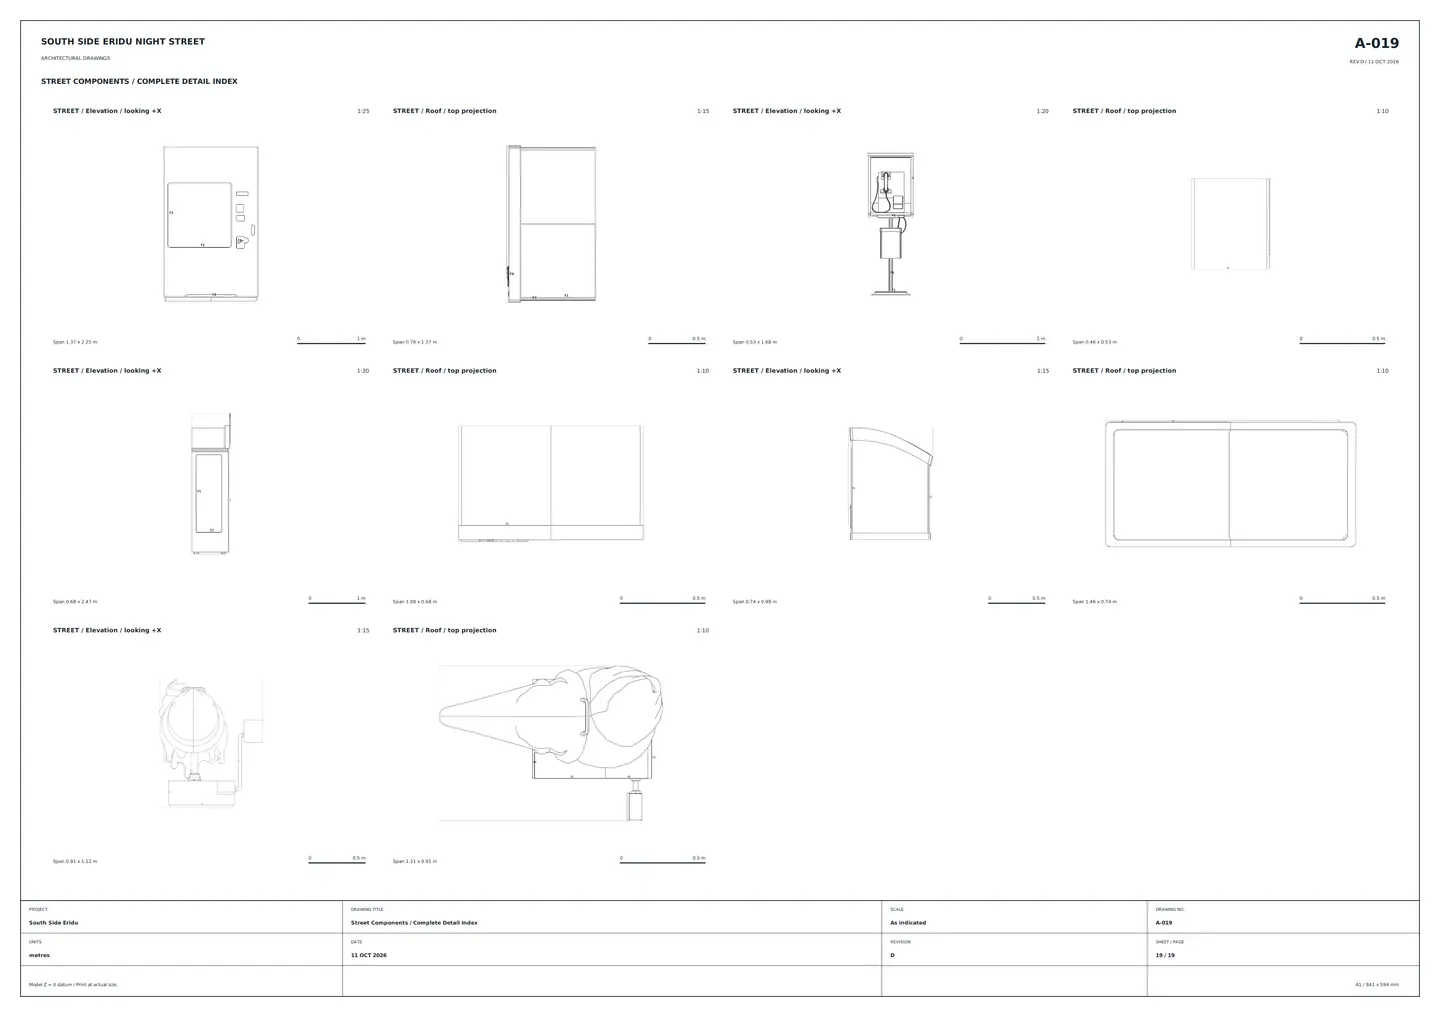 SOUTH SIDE ERIDU NIGHT STREET
A-019
ARCHITECTURAL DRAWINGS
REV D / 11 OCT 2026
STREET COMPONENTS / COMPLETE DETAIL INDEX
STREET / Elevation / looking +X
1:25
STREET / Roof / top projection
1:15
STREET / Elevation / looking +X
1:20
STREET / Roof / top projection
1:10
Span 1.37 x 2.25 m
0 1 m
Span 0.78 x 1.37 m
0 0.5 m
Span 0.53 x 1.68 m
0 1 m
Span 0.46 x 0.53 m
0 0.5 m
STREET / Elevation / looking +X
1:30
STREET / Roof / top projection
1:10
STREET / Elevation / looking +X
1:15
STREET / Roof / top projection
1:10
Span 0.68 x 2.47 m
0 1 m
Span 1.08 x 0.68 m
0 0.5 m
Span 0.74 x 0.98 m
0 0.5 m
Span 1.46 x 0.74 m
0 0.5 m
STREET / Elevation / looking +X
1:15
STREET / Roof / top projection
1:10
Span 0.91 x 1.12 m
0 0.5 m
Span 1.31 x 0.91 m
0 0.5 m
PROJECT
South Side Eridu
DRAWING TITLE
Street Components / Complete Detail Index
SCALE
As indicated
DRAWING NO.
A-019
UNITS
metres
DATE
11 OCT 2026
REVISION
D
SHEET / PAGE
19 / 19
Model Z = 0 datum / Print at actual size
A1 / 841 x 594 mm